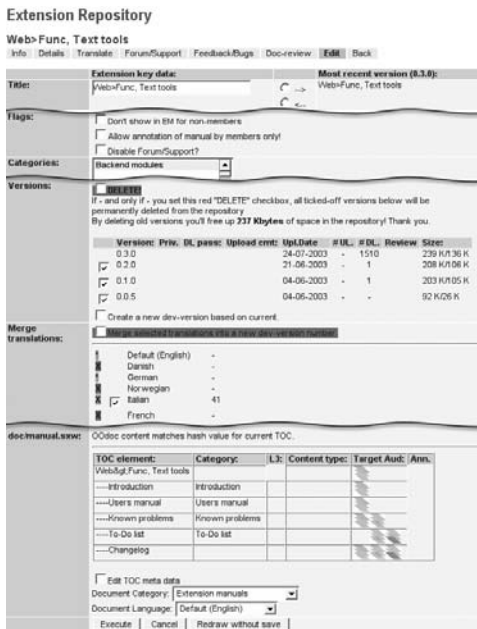 Extension Repository
Web>Func, Text tools
Info Details Translate Forum/Support Feedback/Bugs Doc-review Edit Back
Extension key data: Most recent version (0.3.0):
Title: Web>Func, Text tools --> Web>Func, Text tools
<--
Flags: Don't show in EM for non-members
Allow annotation of manual by members only!
Disable Forum/Support?
Categories: Backend modules
Versions: DELETE!
If - and only if - you set this red "DELETE" checkbox, all ticked-off versions below will be
permanently deleted from the repository
By deleting old versions you'll free up 237 Kbytes of space in the repository! Thank you.
Version: Priv. DL pass: Upload cmt: Upl.Date # UL. # DL. Review Size:
0.3.0 24-07-2003 - 1510 239 K/136 K
0.2.0 21-06-2003 - 1 208 K/106 K
0.1.0 04-06-2003 - 1 203 K/105 K
0.0.5 04-06-2003 - - 92 K/26 K
Create a new dev-version based on current.
Merge translations: Merge selected translations into a new dev-version number
Default (English) -
Danish -
German -
Norwegian -
X Italian 41
French -
doc/manual.sxw: OOdoc content matches hash value for current TOC.
TOC element: Category: L3: Content type: Target Aud: Ann.
Web&gt;Func, Text tools
----Introduction Introduction
----Users manual Users manual
----Known problems Known problems
----To-Do list To-Do list
----Changelog
Edit TOC meta data
Document Category: Extension manuals
Document Language: Default (English)
Execute Cancel Redraw without save